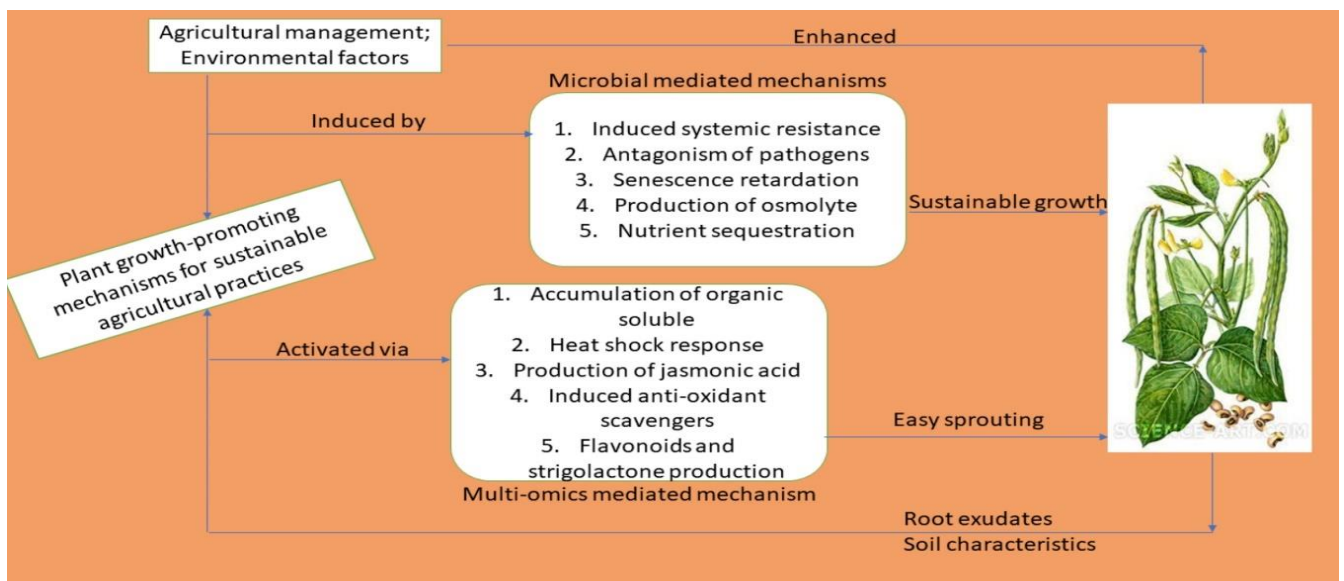 Agricultural management;
Environmental factors
Enhanced
Microbial mediated mechanisms
Induced by
1. Induced systemic resistance
2. Antagonism of pathogens
3. Senescence retardation
4. Production of osmolyte
5. Nutrient sequestration
Sustainable growth
Plant growth-promoting
mechanisms for sustainable
agricultural practices
Activated via
1. Accumulation of organic
soluble
2. Heat shock response
3. Production of jasmonic acid
4. Induced anti-oxidant
scavengers
5. Flavonoids and
strigolactone production
Easy sprouting
SCIENCE-ART.COM
Multi-omics mediated mechanism
Root exudates
Soil characteristics